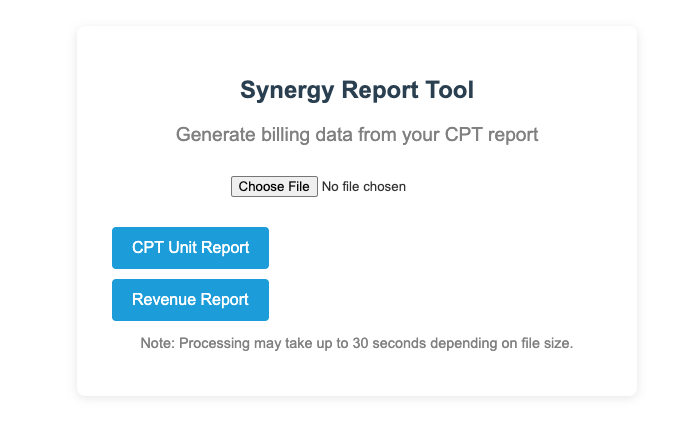 Synergy Report Tool
Generate billing data from your CPT report
Choose File No file chosen
CPT Unit Report
Revenue Report
Note: Processing may take up to 30 seconds depending on file size.